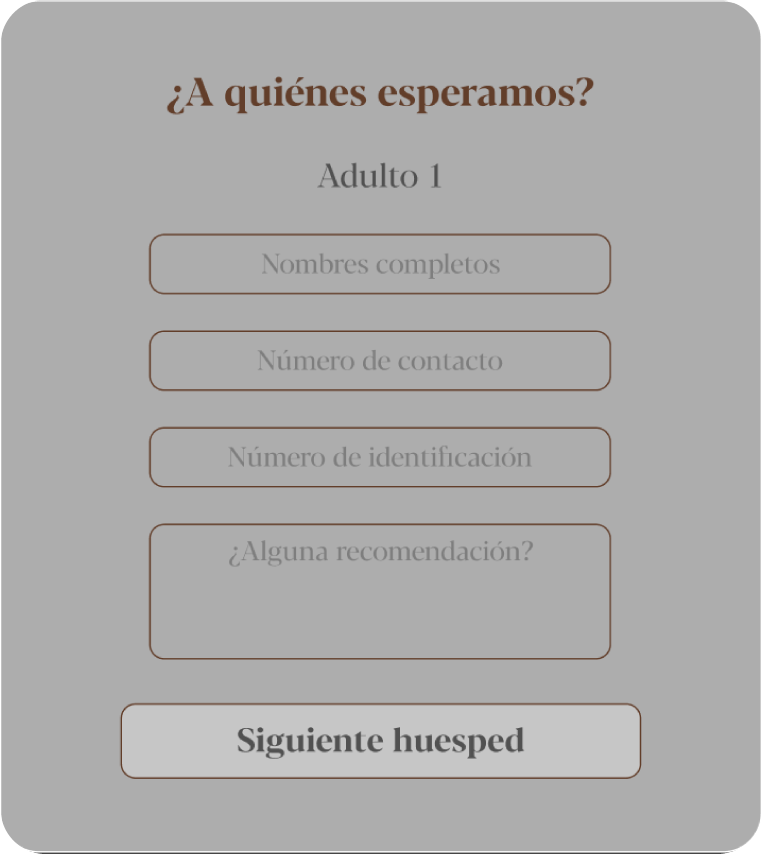 ¿A quiénes esperamos?
Adulto 1
Nombres completos
Número de contacto
Número de identificación
¿Alguna recomendación?
Siguiente huesped